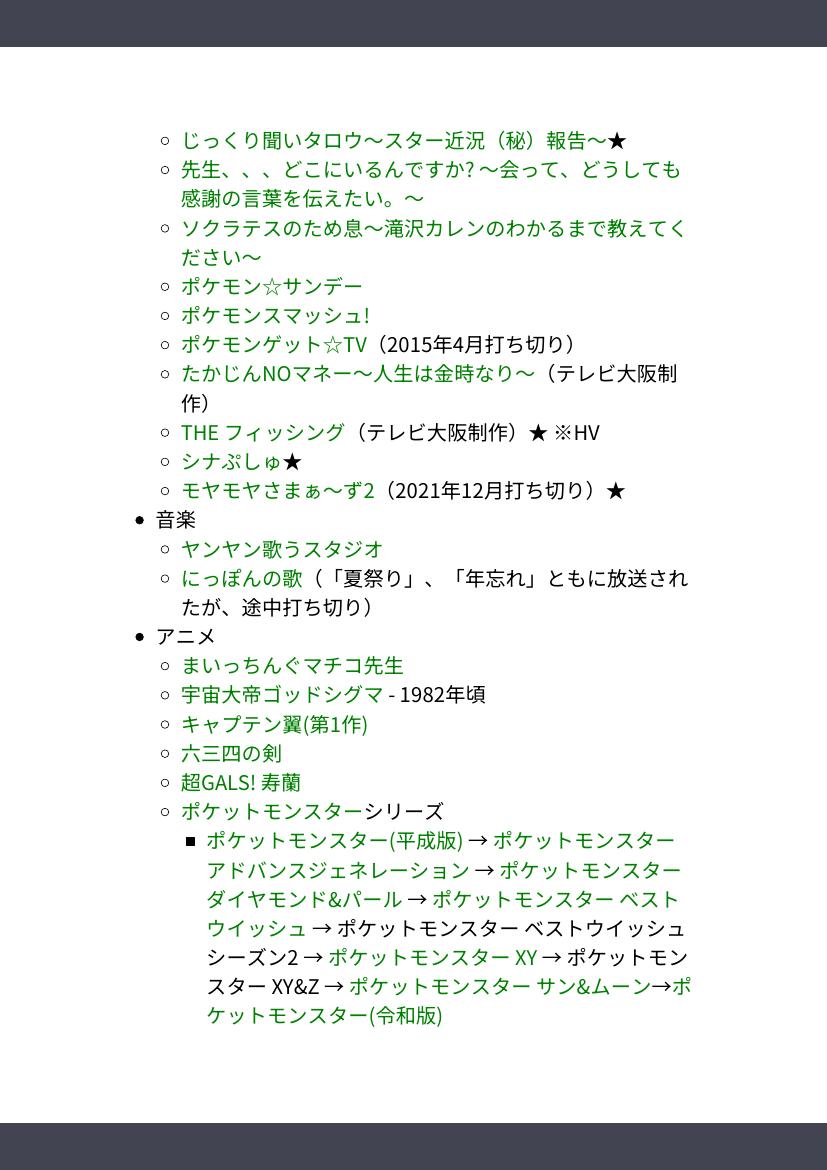 じっくり聞いタロウ〜スター近況（秘）報告〜★
先生、、、どこにいるんですか? 〜会って、どうしても
感謝の言葉を伝えたい。〜
ソクラテスのため息〜滝沢カレンのわかるまで教えてく
ださい〜
ポケモン☆サンデー
ポケモンスマッシュ!
ポケモンゲット☆TV（2015年4月打ち切り）
たかじんNOマネー〜人生は金時なり〜（テレビ大阪制
作）
THE フィッシング（テレビ大阪制作）★ ※HV
シナぷしゅ★
モヤモヤさまぁ〜ず2（2021年12月打ち切り）★
音楽
ヤンヤン歌うスタジオ
にっぽんの歌（「夏祭り」、「年忘れ」ともに放送され
たが、途中打ち切り）
アニメ
まいっちんぐマチコ先生
宇宙大帝ゴッドシグマ - 1982年頃
キャプテン翼(第1作)
六三四の剣
超GALS! 寿蘭
ポケットモンスターシリーズ
ポケットモンスター(平成版) → ポケットモンスター
アドバンスジェネレーション → ポケットモンスター
ダイヤモンド&パール → ポケットモンスター ベスト
ウイッシュ → ポケットモンスター ベストウイッシュ
シーズン2 → ポケットモンスター XY → ポケットモン
スター XY&Z → ポケットモンスター サン&ムーン→ポ
ケットモンスター(令和版)